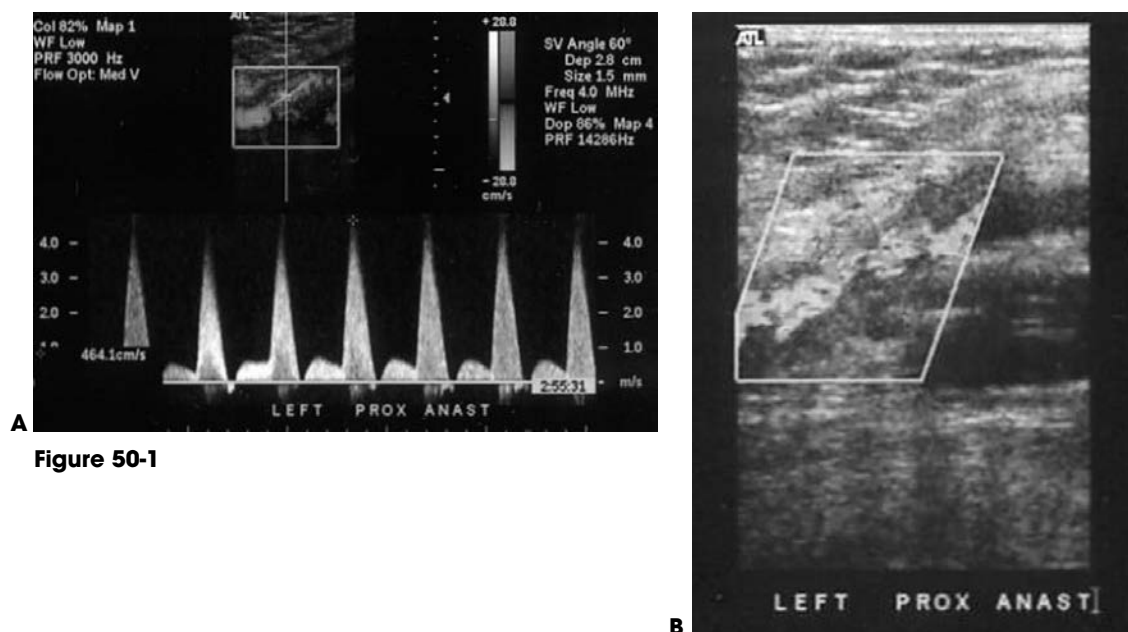 Col 82% Map 1
WF Low
PRF 3000 Hz
Flow Opt: Med V
ATL
+ 20.0
- 20.0
cm/s
SV Angle 60°
Dep 2.8 cm
Size 1.5 mm
Freq 4.0 MHz
WF Low
Dop 86% Map 4
PRF 14286Hz
4.0 - - 4.0
3.0 - - 3.0
2.0 - - 2.0
- 1.0
464.1cm/s
m/s
2:55:31
LEFT PROX ANAST
A
Figure 50-1
ATL
LEFT PROX ANAST
B